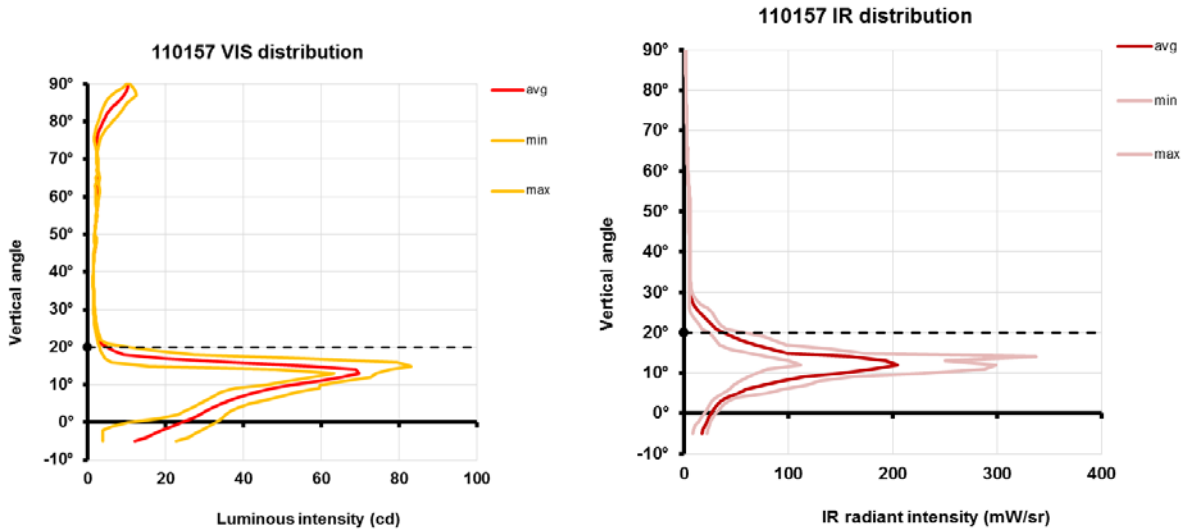 110157 VIS distribution
90º
80º
70º
60º
50º
40º
30º
20º
10º
0º
-10º
0
20
40
60
80
100
Vertical angle
Luminous intensity (cd)
avg
min
max
110157 IR distribution
90º
80º
70º
60º
50º
40º
30º
20º
10º
0º
-10º
0
100
200
300
400
Vertical angle
IR radiant intensity (mW/sr)
avg
min
max